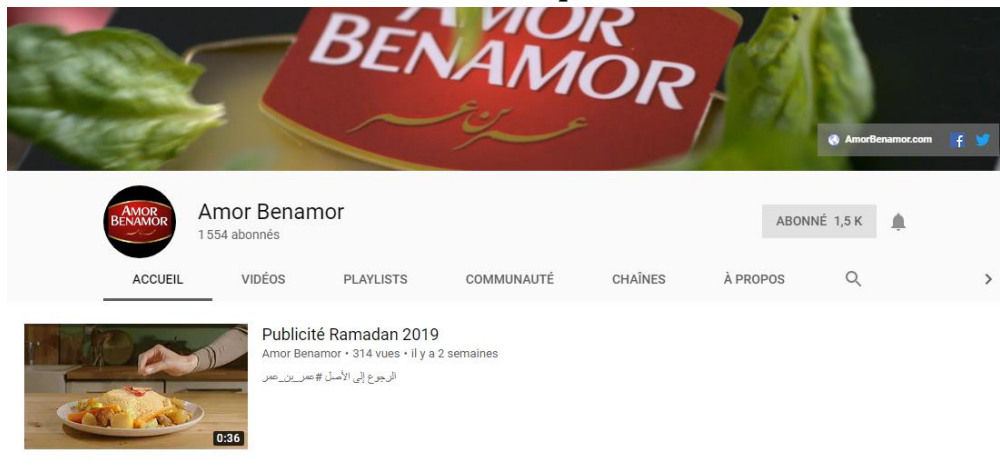 AMOR
BENAMOR
عمر بن عمر
AmorBenamor.com
AMOR
BENAMOR
Amor Benamor
1 554 abonnés
ABONNÉ 1,5 K
ACCUEIL VIDÉOS PLAYLISTS COMMUNAUTÉ CHAÎNES À PROPOS
Publicité Ramadan 2019
Amor Benamor • 314 vues • il y a 2 semaines
الرجوع إلى الأصل #عمر_بن_عمر
0:36